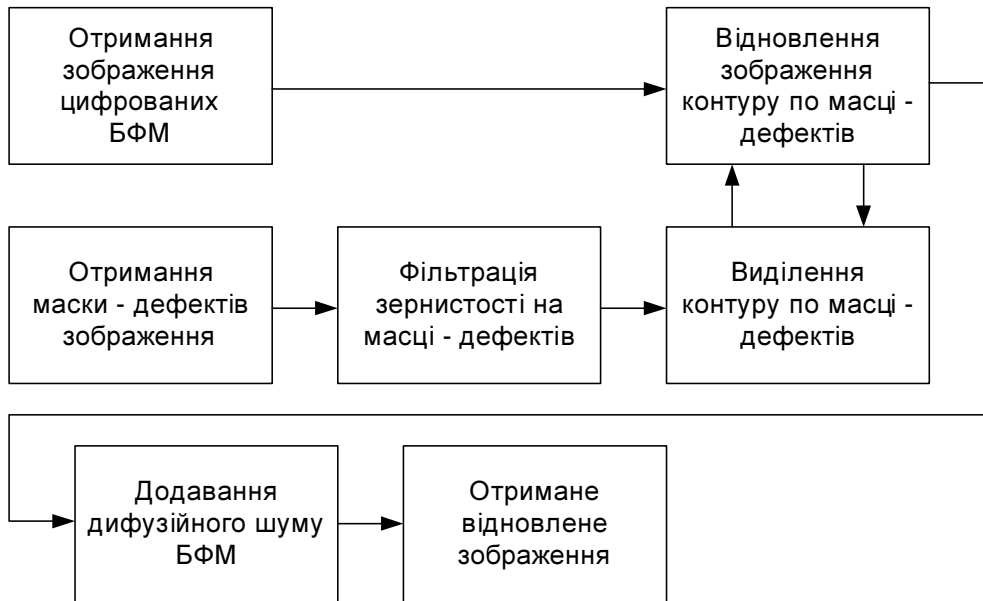 Отримання
зображення
цифрованих
БФМ
Відновлення
зображення
контуру по масці -
дефектів
Отримання
маски - дефектів
зображення
Фільтрація
зернистості на
масці - дефектів
Виділення
контуру по масці -
дефектів
Додавання
дифузійного шуму
БФМ
Отримане
відновлене
зображення